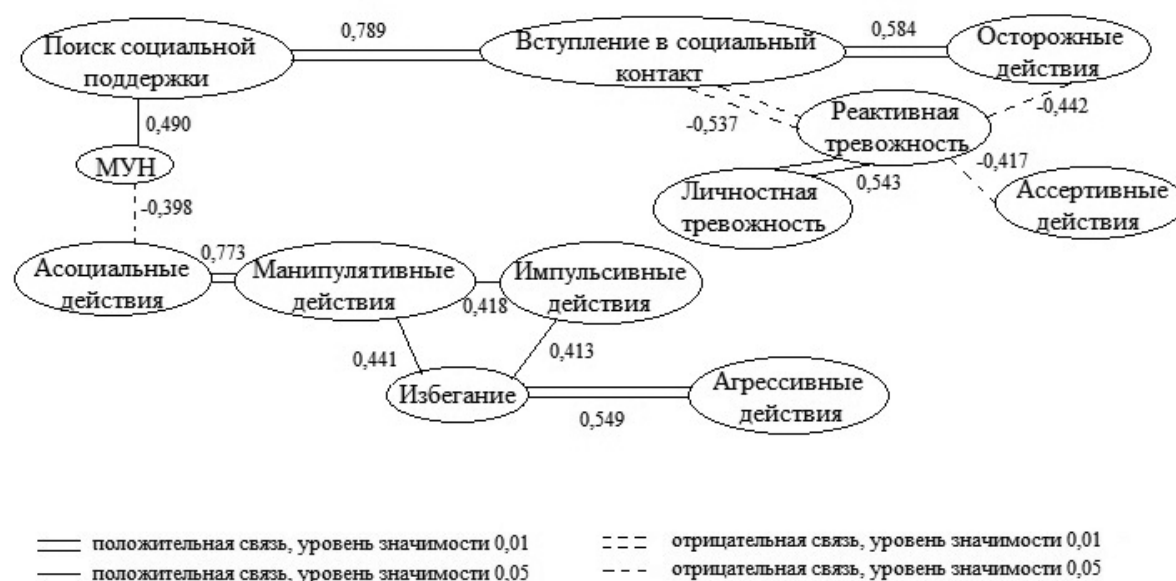 Поиск социальной
поддержки
0,789
Вступление в социальный
контакт
0,584
Осторожные
действия
0,490
-0,537
Реактивная
тревожность
-0,442
МУН
-0,417
Личностная
тревожность
0,543
Ассертивные
действия
-0,398
Асоциальные
действия
0,773
Манипулятивные
действия
0,418
Импульсивные
действия
0,441
0,413
Избегание
0,549
Агрессивные
действия
положительная связь, уровень значимости 0,01
отрицательная связь, уровень значимости 0,01
положительная связь, уровень значимости 0,05
отрицательная связь, уровень значимости 0,05